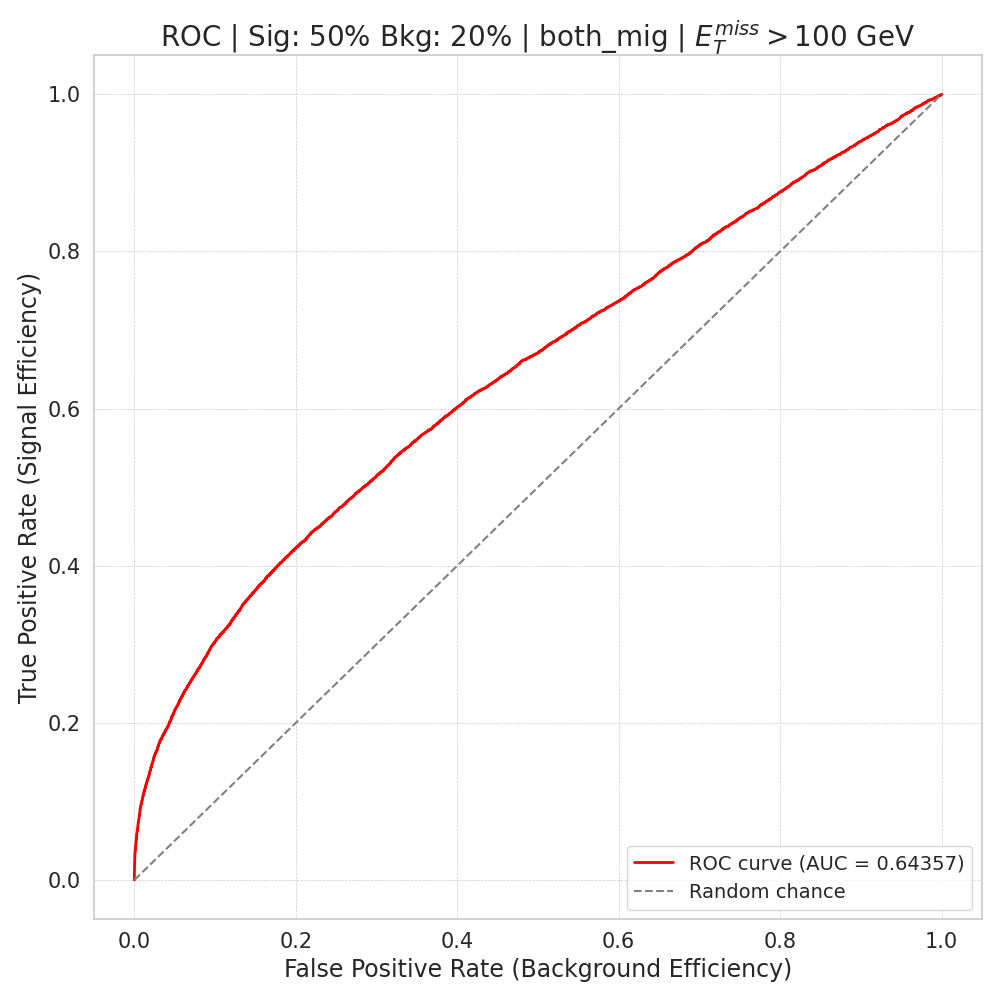 ROC | Sig: 50% Bkg: 20% | both_mig | $E_T^{miss} > 100$ GeV
1.0
0.8
0.6
0.4
0.2
0.0
True Positive Rate (Signal Efficiency)
ROC curve (AUC = 0.64357)
Random chance
0.0 0.2 0.4 0.6 0.8 1.0
False Positive Rate (Background Efficiency)